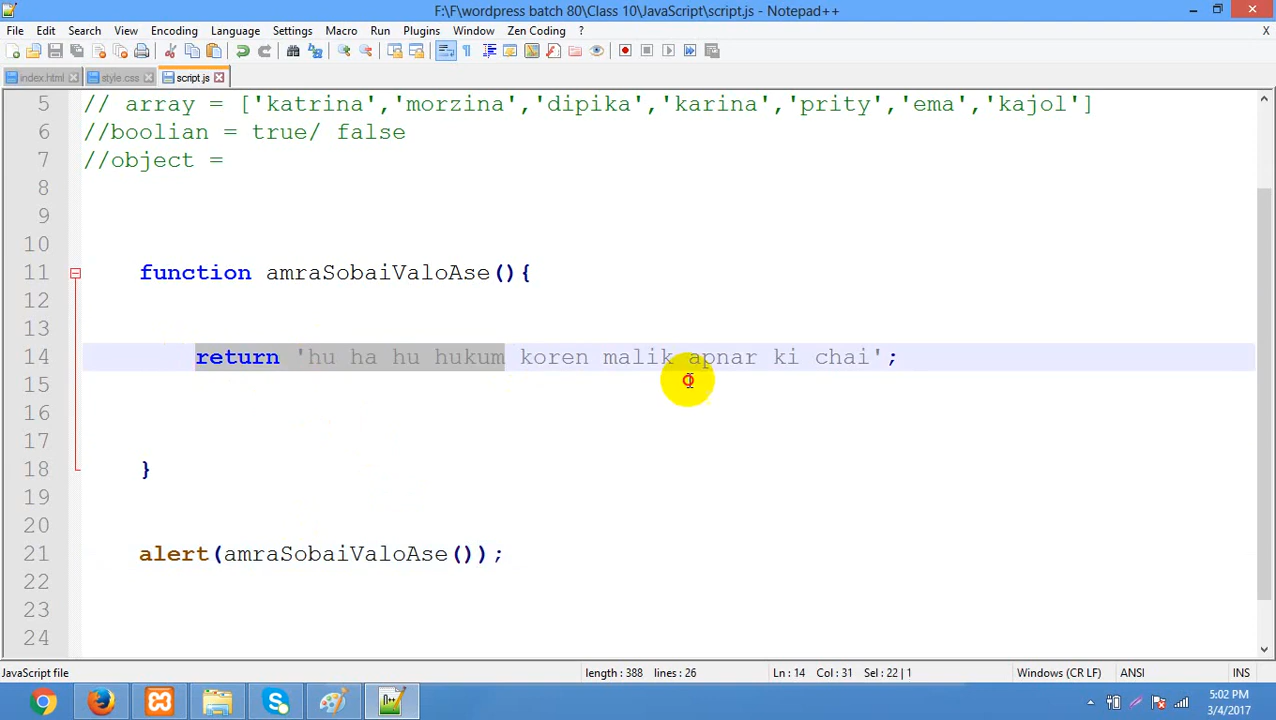 F:\F\wordpress batch 80\Class 10\JavaScript\script.js - Notepad++
File Edit Search View Encoding Language Settings Macro Run Plugins Window Zen Coding ? X
index.html style.css script.js
5 // array = ['katrina','morzina','dipika','karina','prity','ema','kajol']
6 //boolian = true/ false
7 //object =
8
9
10
11 function amraSobaiValoAse(){
12
13
14 return 'hu ha hu hukum koren malik apnar ki chai';
15
16
17
18 }
19
20
21 alert(amraSobaiValoAse());
22
23
24
JavaScript file length : 388 lines : 26 Ln : 14 Col : 31 Sel : 22 | 1 Windows (CR LF) ANSI INS
5:02 PM
3/4/2017